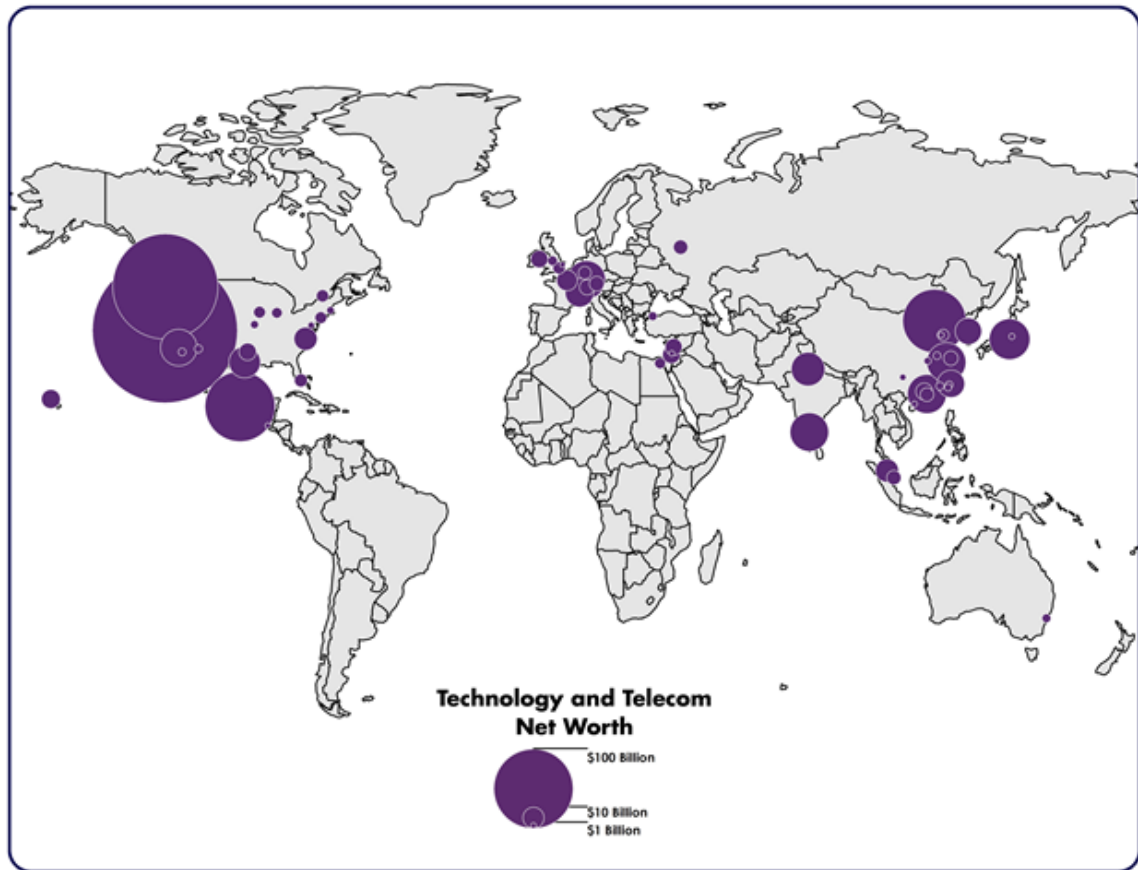 Technology and Telecom
Net Worth
$100 Billion
$10 Billion
$1 Billion